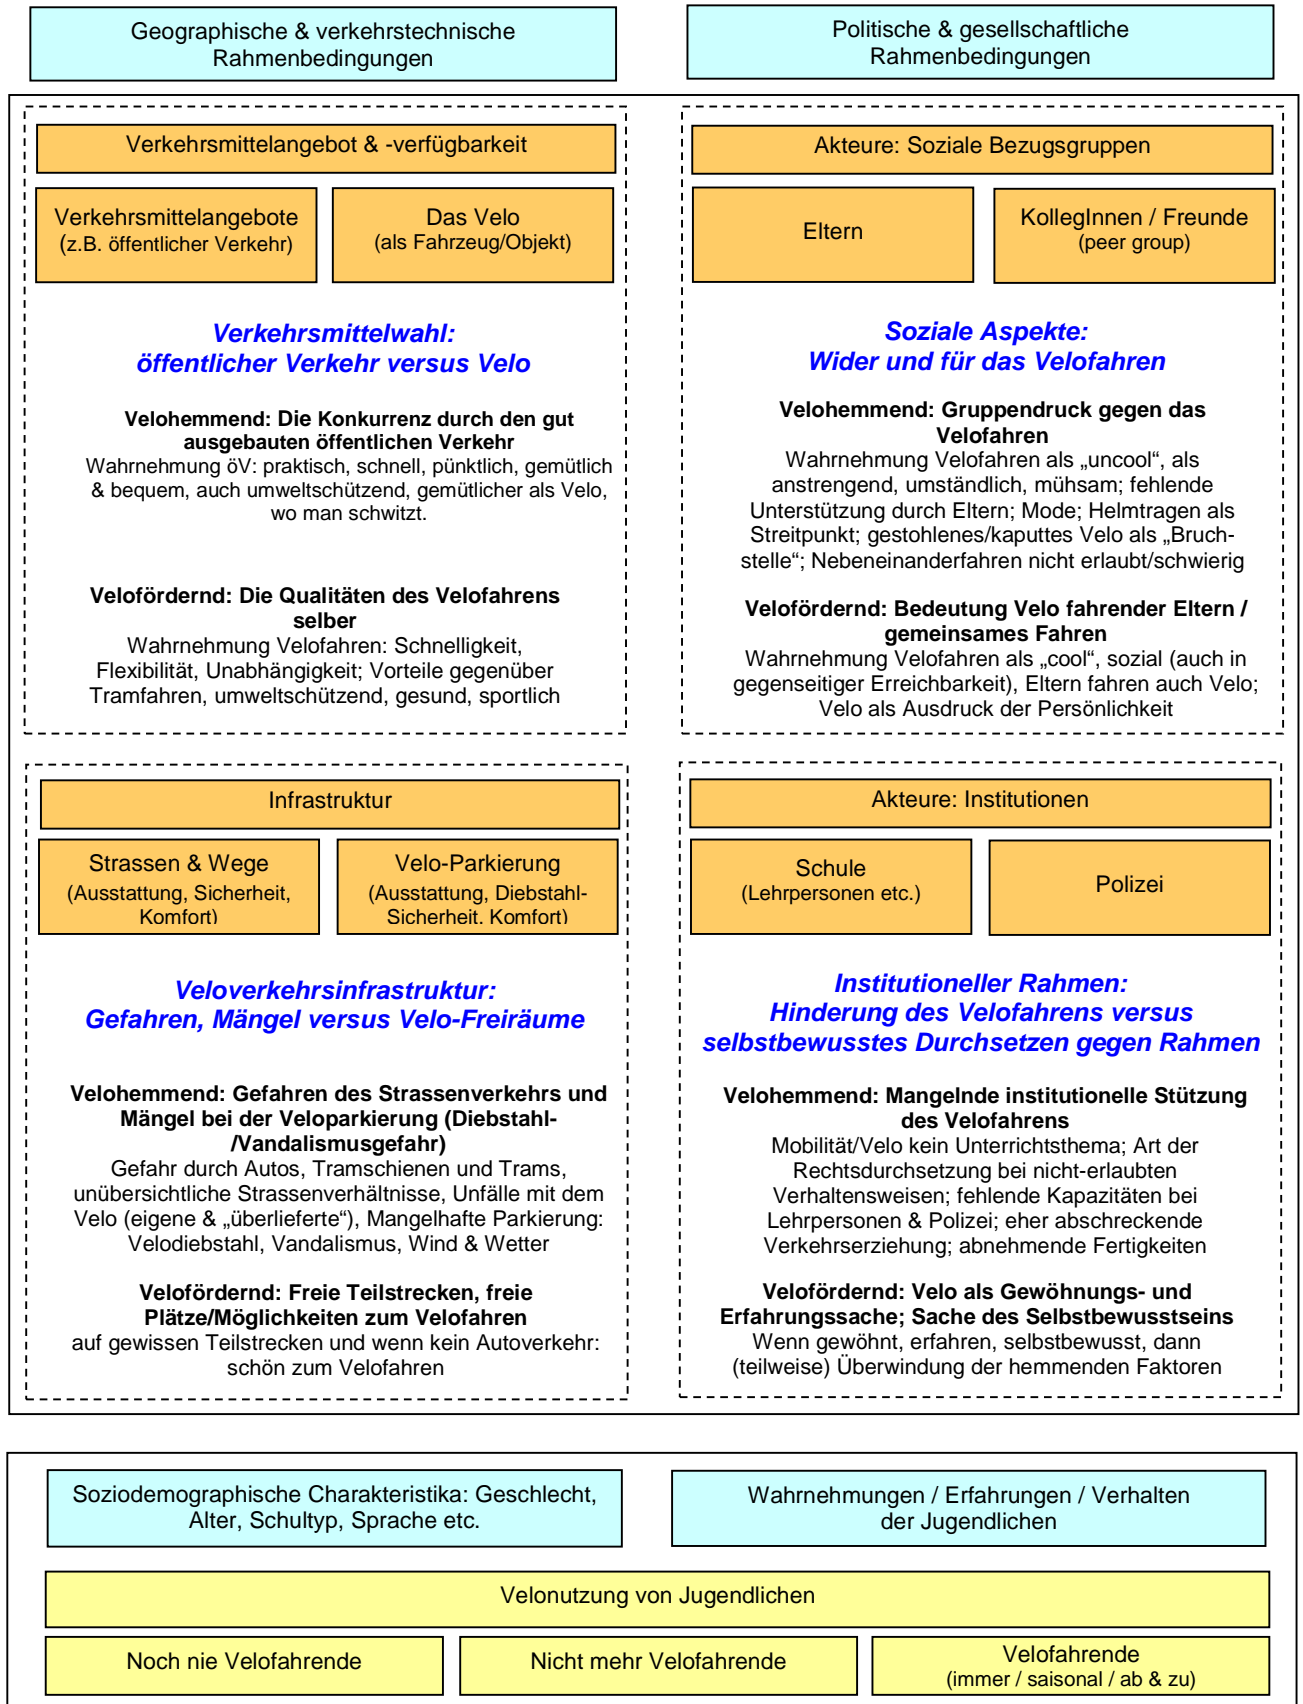 Geographische & verkehrstechnische
Rahmenbedingungen
Politische & gesellschaftliche
Rahmenbedingungen
Verkehrsmittelangebot & -verfügbarkeit
Verkehrsmittelangebote
(z.B. öffentlicher Verkehr)
Das Velo
(als Fahrzeug/Objekt)
Verkehrsmittelwahl:
öffentlicher Verkehr versus Velo
Velohemmend: Die Konkurrenz durch den gut
ausgebauten öffentlichen Verkehr
Wahrnehmung öV: praktisch, schnell, pünktlich, gemütlich
& bequem, auch umweltschützend, gemütlicher als Velo,
wo man schwitzt.
Velofördernd: Die Qualitäten des Velofahrens
selber
Wahrnehmung Velofahren: Schnelligkeit,
Flexibilität, Unabhängigkeit; Vorteile gegenüber
Tramfahren, umweltschützend, gesund, sportlich
Akteure: Soziale Bezugsgruppen
Eltern
KollegInnen / Freunde
(peer group)
Soziale Aspekte:
Wider und für das Velofahren
Velohemmend: Gruppendruck gegen das
Velofahren
Wahrnehmung Velofahren als „uncool“, als
anstrengend, umständlich, mühsam; fehlende
Unterstützung durch Eltern; Mode; Helmtragen als
Streitpunkt; gestohlenes/kaputtes Velo als „Bruch-
stelle“; Nebeneinanderfahren nicht erlaubt/schwierig
Velofördernd: Bedeutung Velo fahrender Eltern /
gemeinsames Fahren
Wahrnehmung Velofahren als „cool“, sozial (auch in
gegenseitiger Erreichbarkeit), Eltern fahren auch Velo;
Velo als Ausdruck der Persönlichkeit
Infrastruktur
Strassen & Wege
(Ausstattung, Sicherheit,
Komfort)
Velo-Parkierung
(Ausstattung, Diebstahl-
Sicherheit. Komfort)
Veloverkehrsinfrastruktur:
Gefahren, Mängel versus Velo-Freiräume
Velohemmend: Gefahren des Strassenverkehrs und
Mängel bei der Veloparkierung (Diebstahl-
/Vandalismusgefahr)
Gefahr durch Autos, Tramschienen und Trams,
unübersichtliche Strassenverhältnisse, Unfälle mit dem
Velo (eigene & „überlieferte“), Mangelhafte Parkierung:
Velodiebstahl, Vandalismus, Wind & Wetter
Velofördernd: Freie Teilstrecken, freie
Plätze/Möglichkeiten zum Velofahren
auf gewissen Teilstrecken und wenn kein Autoverkehr:
schön zum Velofahren
Akteure: Institutionen
Schule
(Lehrpersonen etc.)
Polizei
Institutioneller Rahmen:
Hinderung des Velofahrens versus
selbstbewusstes Durchsetzen gegen Rahmen
Velohemmend: Mangelnde institutionelle Stützung
des Velofahrens
Mobilität/Velo kein Unterrichtsthema; Art der
Rechtsdurchsetzung bei nicht-erlaubten
Verhaltensweisen; fehlende Kapazitäten bei
Lehrpersonen & Polizei; eher abschreckende
Verkehrserziehung; abnehmende Fertigkeiten
Velofördernd: Velo als Gewöhnungs- und
Erfahrungssache; Sache des Selbstbewusstseins
Wenn gewöhnt, erfahren, selbstbewusst, dann
(teilweise) Überwindung der hemmenden Faktoren
Soziodemographische Charakteristika: Geschlecht,
Alter, Schultyp, Sprache etc.
Wahrnehmungen / Erfahrungen / Verhalten
der Jugendlichen
Velonutzung von Jugendlichen
Noch nie Velofahrende
Nicht mehr Velofahrende
Velofahrende
(immer / saisonal / ab & zu)